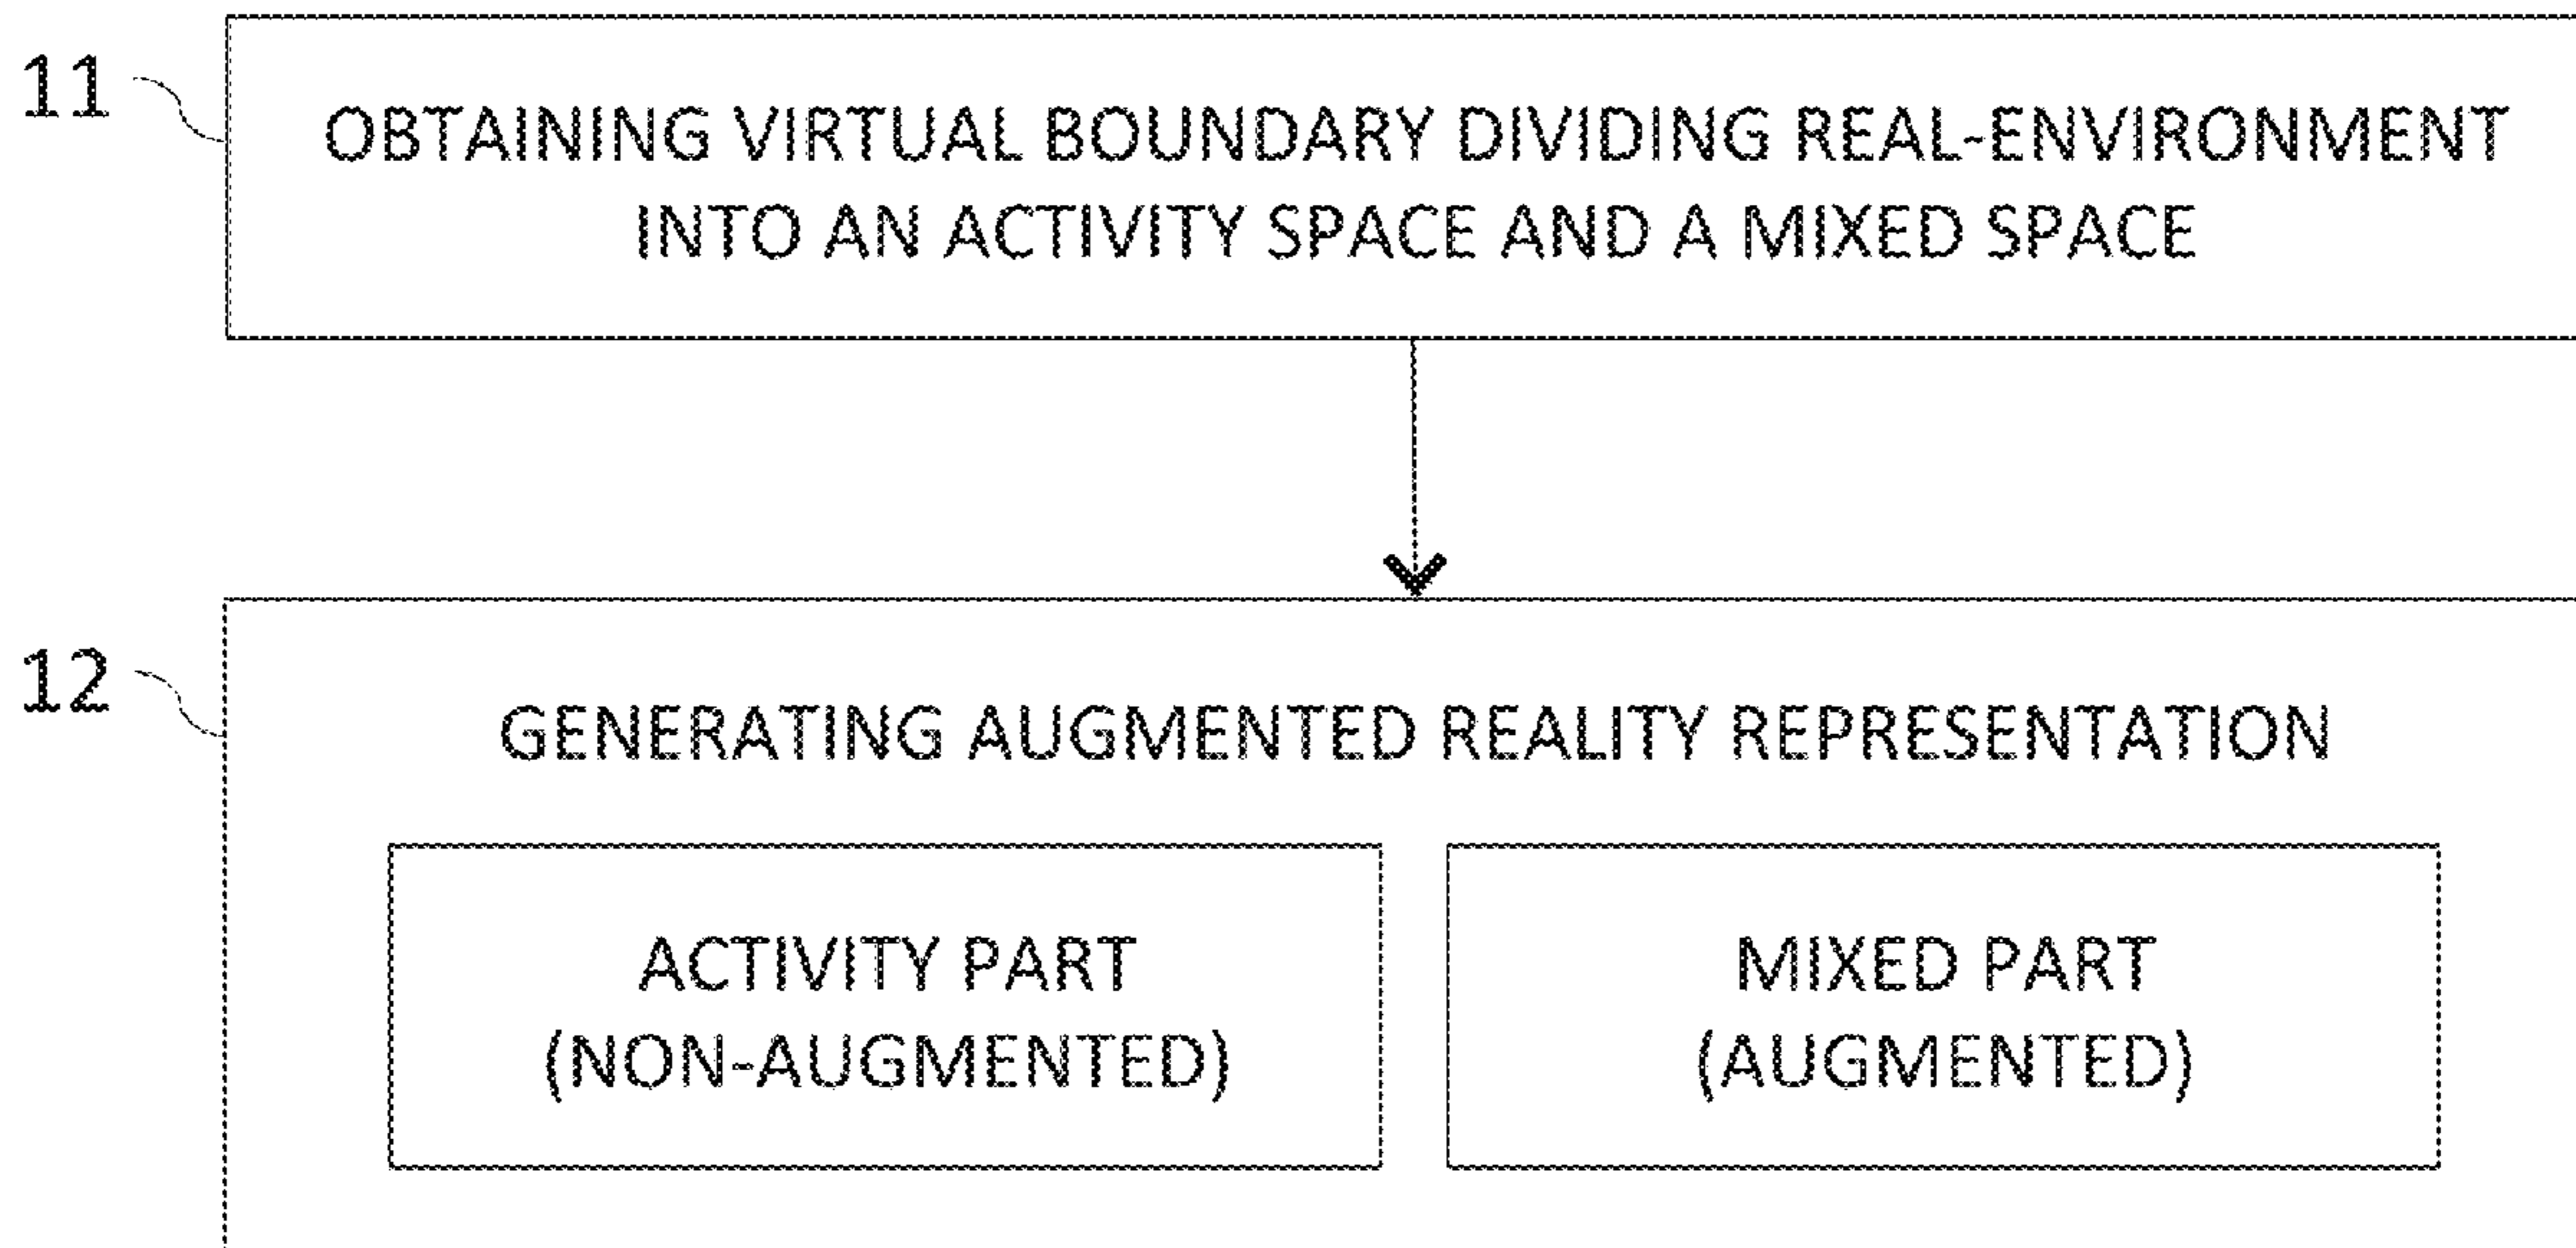 11
OBTAINING VIRTUAL BOUNDARY DIVIDING REAL-ENVIRONMENT
INTO AN ACTIVITY SPACE AND A MIXED SPACE
12
GENERATING AUGMENTED REALITY REPRESENTATION
ACTIVITY PART
(NON-AUGMENTED)
MIXED PART
(AUGMENTED)